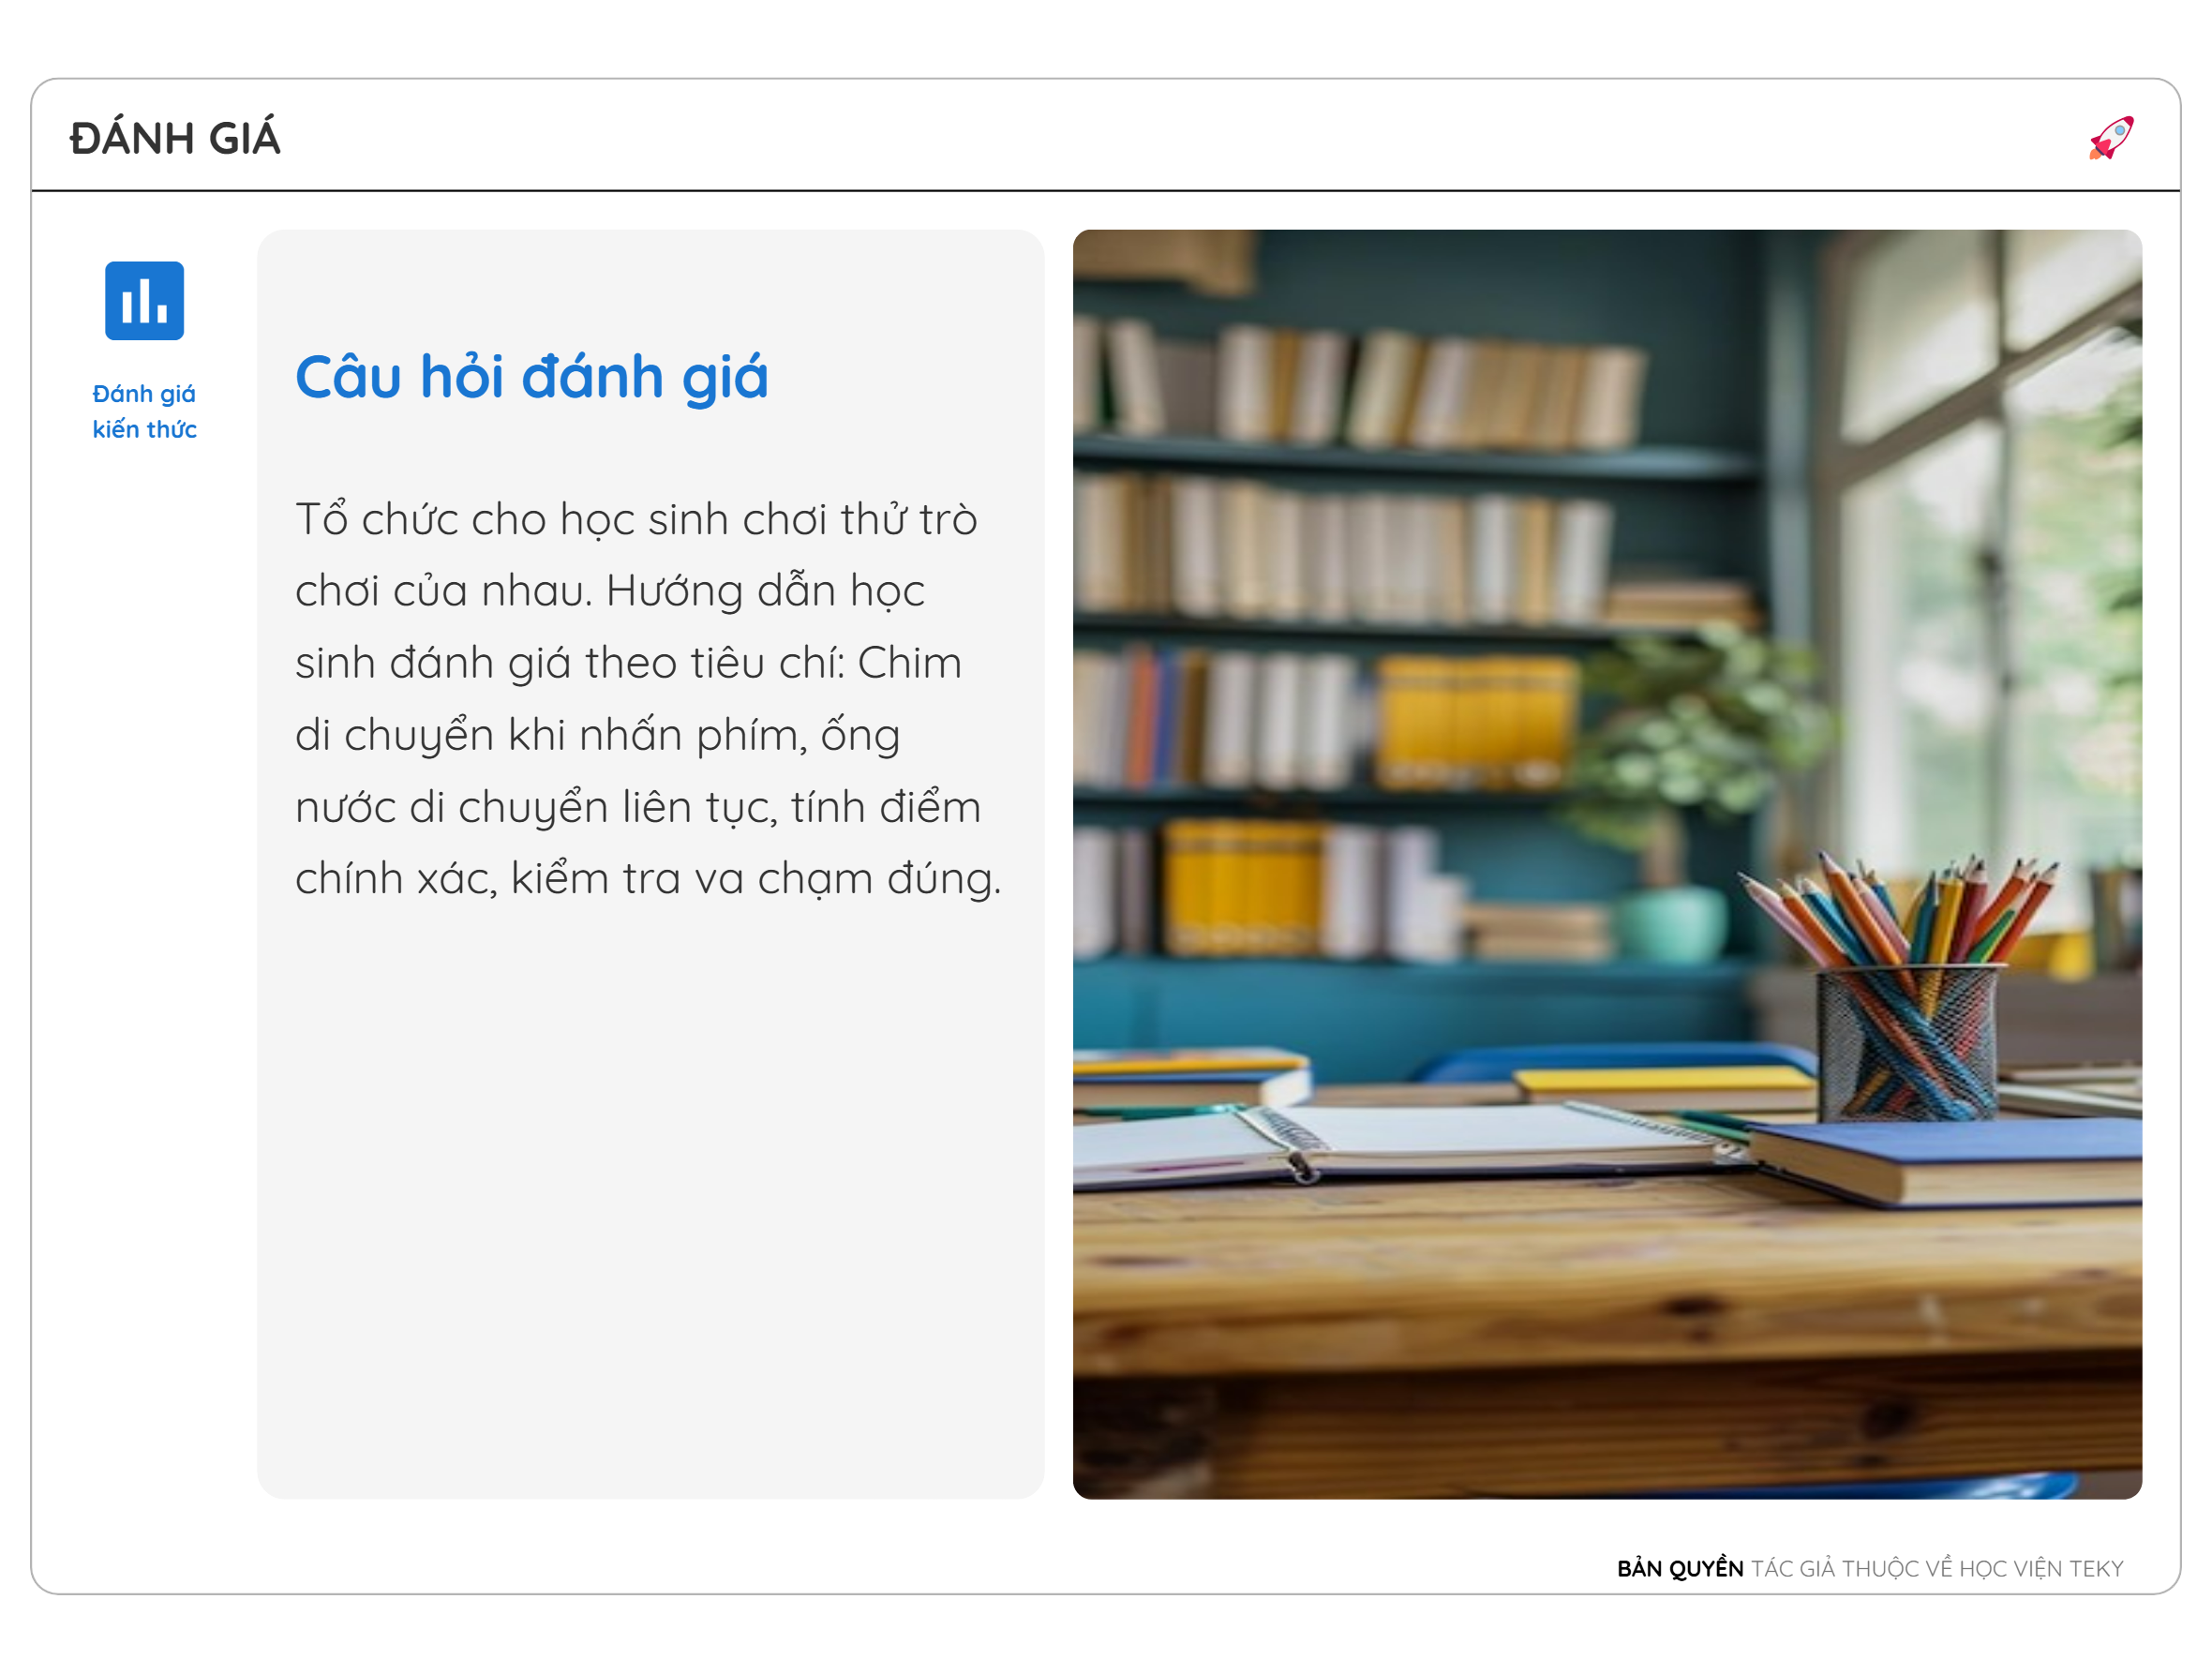 ĐÁNH GIÁ
Đánh giá
kiến thức
Câu hỏi đánh giá
Tổ chức cho học sinh chơi thử trò
chơi của nhau. Hướng dẫn học
sinh đánh giá theo tiêu chí: Chim
di chuyển khi nhấn phím, ống
nước di chuyển liên tục, tính điểm
chính xác, kiểm tra va chạm đúng.
BẢN QUYỀN TÁC GIẢ THUỘC VỀ HỌC VIỆN TEKY